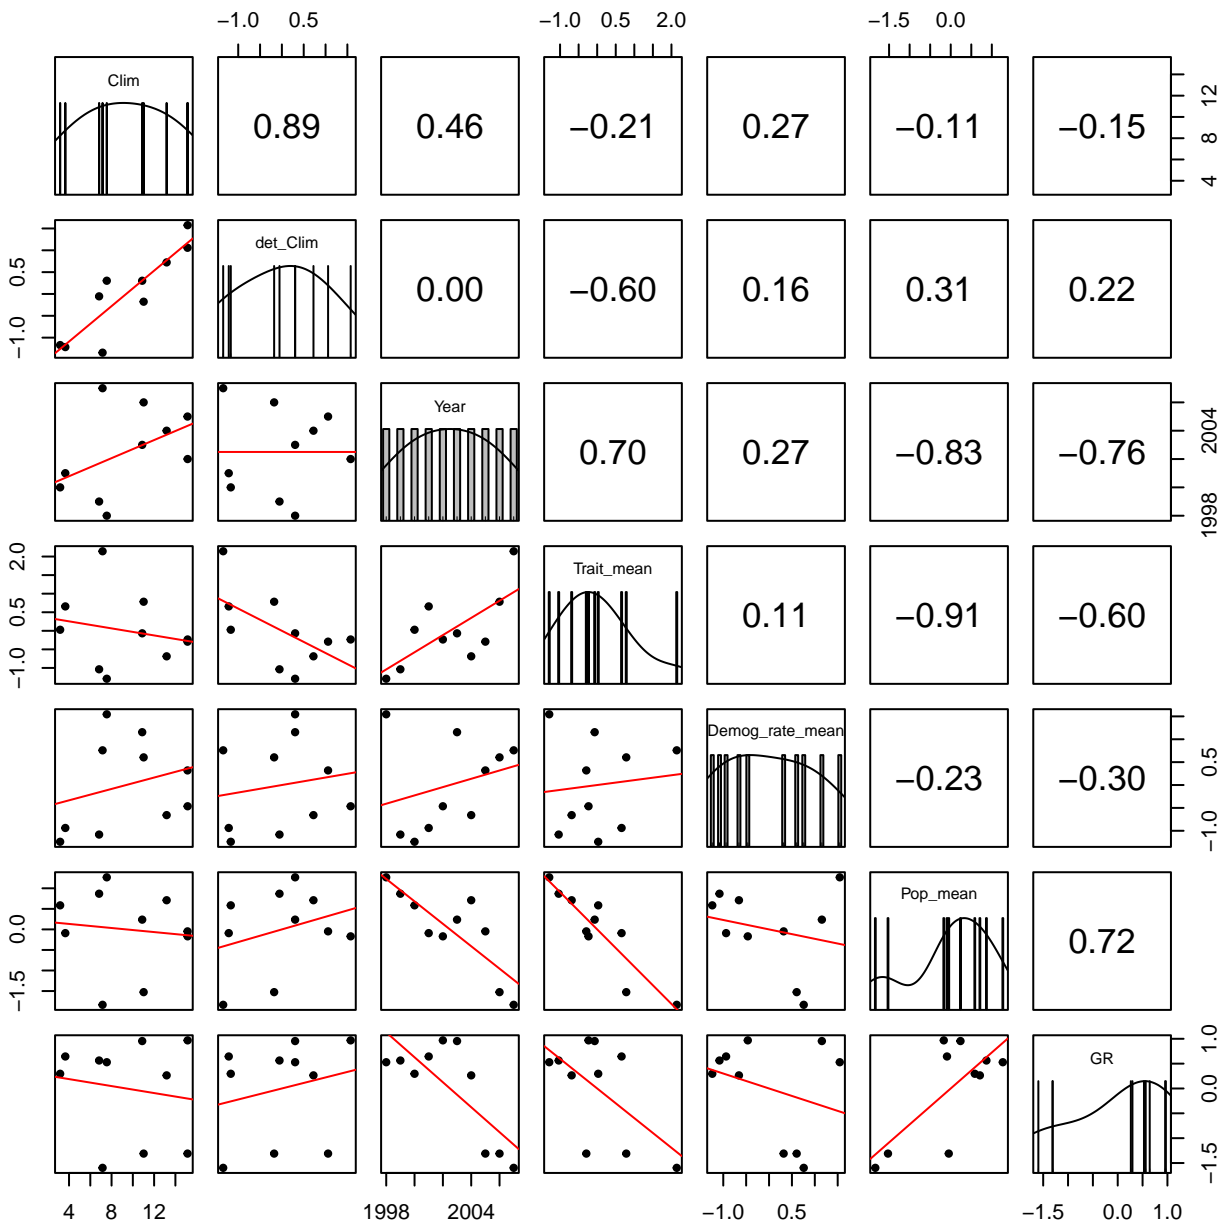 −1.0 0.5 −1.0 0.5 2.0 −1.5 0.0
Clim 0.89 0.46 −0.21 0.27 −0.11 −0.15 4 8 12
−1.0 0.5 det_Clim 0.00 −0.60 0.16 0.31 0.22
Year 0.70 0.27 −0.83 −0.76 1998 2004
−1.0 0.5 2.0 Trait_mean 0.11 −0.91 −0.60
Demog_rate_mean −0.23 −0.30 −1.0 0.5
−1.5 0.0 Pop_mean 0.72
GR −1.5 0.0 1.0
4 8 12 1998 2004 −1.0 0.5 −1.5 0.0 1.0